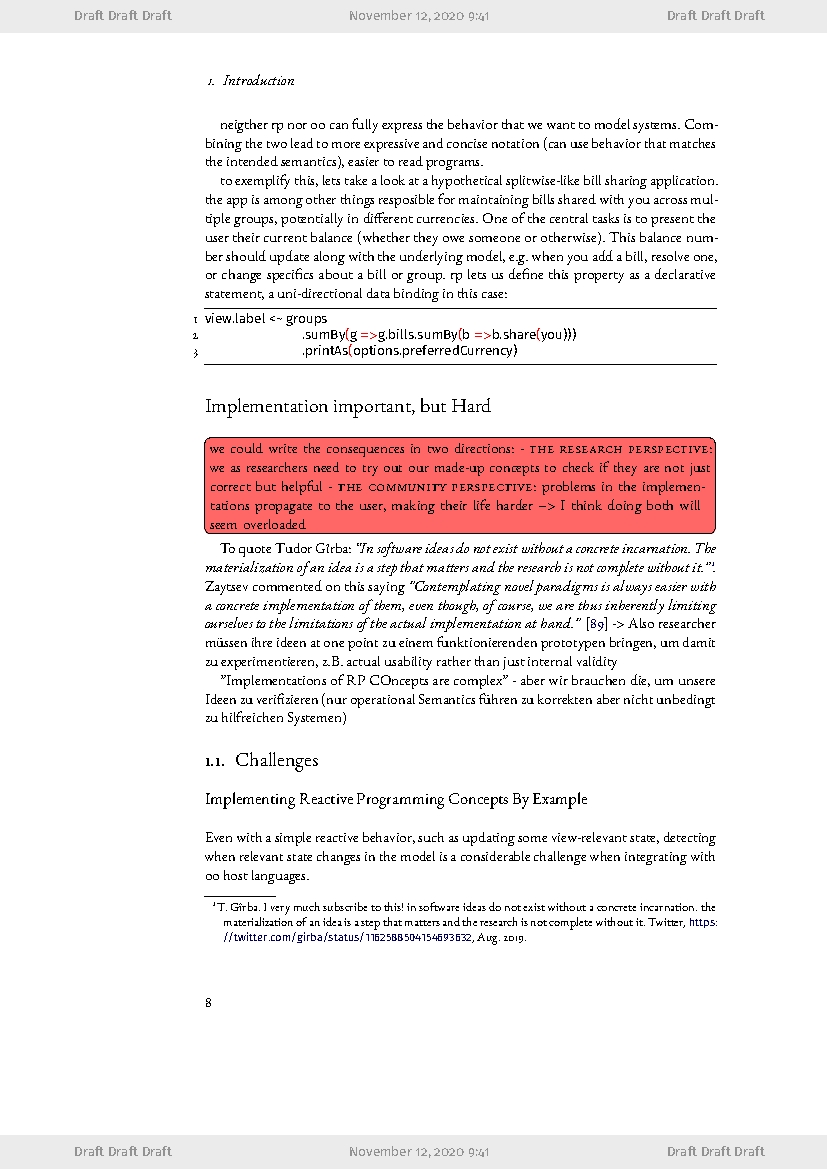 Draft Draft Draft November 12, 2020 9:41 Draft Draft Draft
1. Introduction
neigther rp nor oo can fully express the behavior that we want to model systems. Com-
bining the two lead to more expressive and concise notation (can use behavior that matches
the intended semantics), easier to read programs.
to exemplify this, lets take a look at a hypothetical splitwise-like bill sharing application.
the app is among other things resposible for maintaining bills shared with you across mul-
tiple groups, potentially in different currencies. One of the central tasks is to present the
user their current balance (whether they owe someone or otherwise). This balance num-
ber should update along with the underlying model, e.g. when you add a bill, resolve one,
or change specifics about a bill or group. rp lets us define this property as a declarative
statement, a uni-directional data binding in this case:
1 view.label <~ groups
2 .sumBy(g =>g.bills.sumBy(b =>b.share(you)))
3 .printAs(options.preferredCurrency)
Implementation important, but Hard
we could write the consequences in two directions: - THE RESEARCH PERSPECTIVE:
we as researchers need to try out our made-up concepts to check if they are not just
correct but helpful - THE COMMUNITY PERSPECTIVE: problems in the implemen-
tations propagate to the user, making their life harder –> I think doing both will
seem overloaded
To quote Tudor Gîrba: "In software ideas do not exist without a concrete incarnation. The
materialization of an idea is a step that matters and the research is not complete without it."¹
Zaytsev commented on this saying "Contemplating novel paradigms is always easier with
a concrete implementation of them, even though, of course, we are thus inherently limiting
ourselves to the limitations of the actual implementation at hand." [89] -> Also researcher
müssen ihre ideen at one point zu einem funktionierenden prototypen bringen, um damit
zu experimentieren, z.B. actual usability rather than just internal validity
"Implementations of RP COncepts are complex" - aber wir brauchen die, um unsere
Ideen zu verifizieren (nur operational Semantics führen zu korrekten aber nicht unbedingt
zu hilfreichen Systemen)
1.1. Challenges
Implementing Reactive Programming Concepts By Example
Even with a simple reactive behavior, such as updating some view-relevant state, detecting
when relevant state changes in the model is a considerable challenge when integrating with
oo host languages.
¹T. Gîrba. I very much subscribe to this! in software ideas do not exist without a concrete incarnation. the
materialization of an idea is a step that matters and the research is not complete without it. Twitter, https:
//twitter.com/girba/status/1162588504154693632, Aug. 2019.
8
Draft Draft Draft November 12, 2020 9:41 Draft Draft Draft